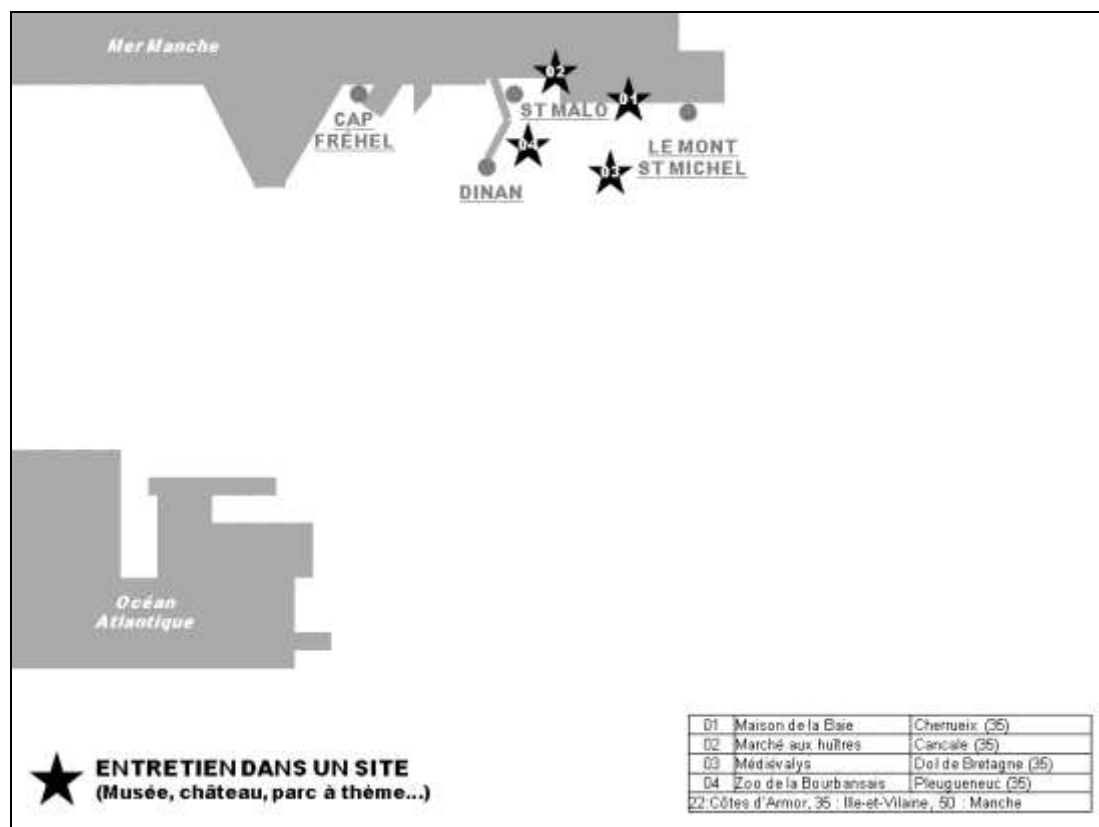 Mer Manche
02
01
ST MALO
CAP
FRÉHEL
04
LE MONT
ST MICHEL
03
DINAN
Océan
Atlantique
ENTRETIEN DANS UN SITE
(Musée, château, parc à thème...)
01 Maison de la Baie Cherrueix (35)
02 Marché aux huîtres Cancale (35)
03 Médiévalys Dol de Bretagne (35)
04 Zoo de la Bourbansais Pleugueneuc (35)
22:Côtes d'Armor, 35 : Ille-et-Vilaine, 50 : Manche